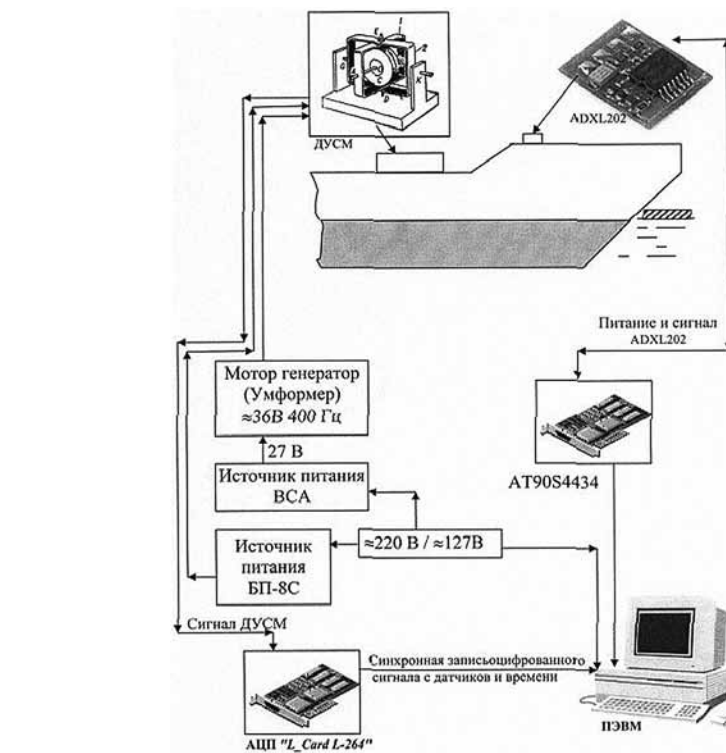 ADXL202
ДУСМ
Питание и сигнал
ADXL202
Мотор генератор
(Умформер)
≈36В 400 Гц
27 В
Источник питания
ВСА
AT90S4434
≈220 В / ≈127В
Источник
питания
БП-8С
Сигнал ДУСМ
Синхронная записьоцифрованного
сигнала с датчиков и времени
ПЭВМ
АЦП "L_Card L-264"